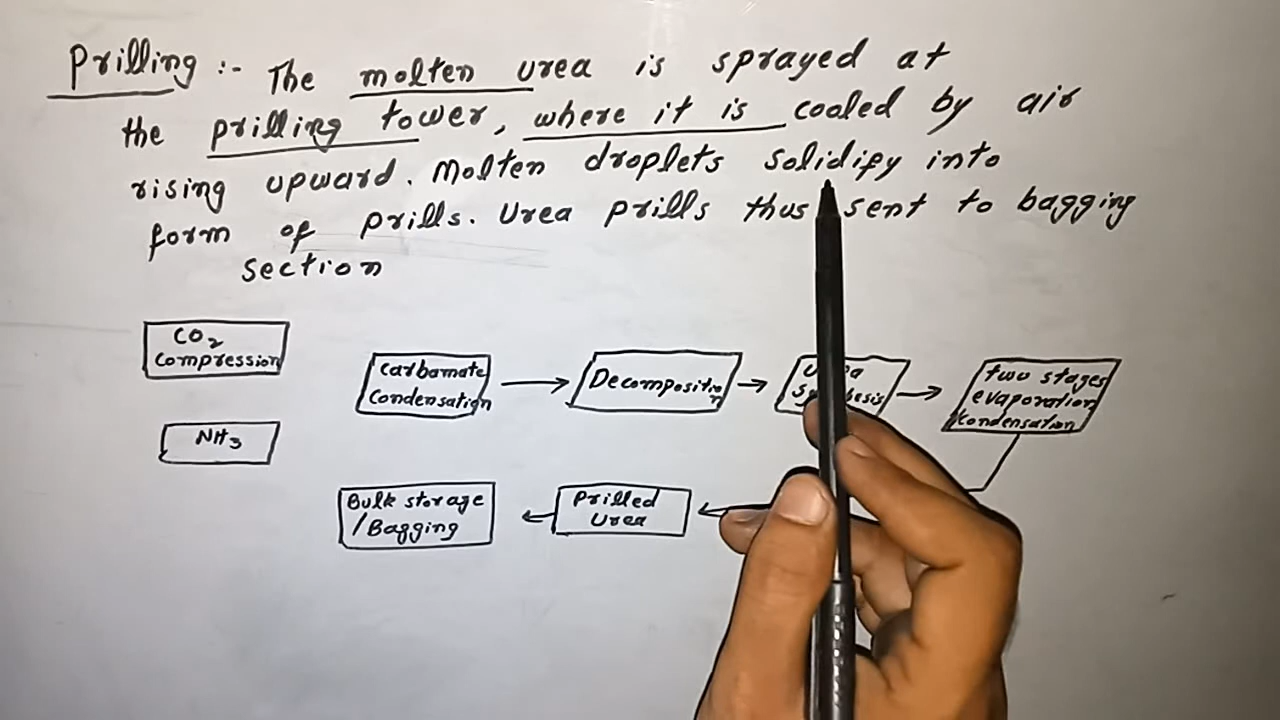 Prilling :- The molten urea is sprayed at
the prilling tower, where it is cooled by air
rising upward. Molten droplets solidify into
form of prills. Urea prills thus sent to bagging
section
CO2
Compression
NH3
Carbamate
Condensation
Decomposition
two stages
evaporation
/Condensation
Prilled
Urea
Bulk storage
/Bagging